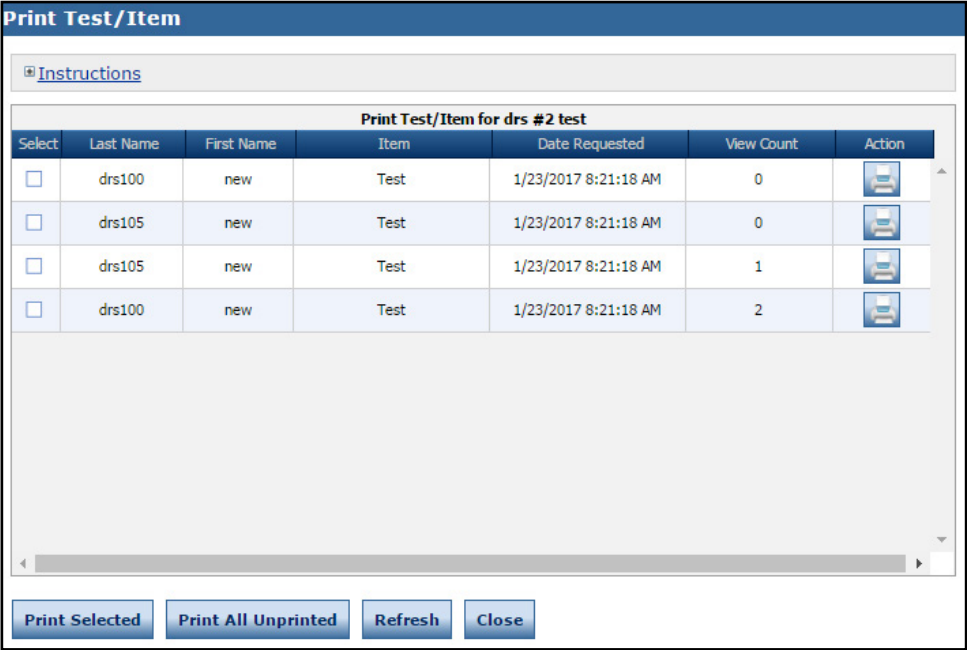 Print Test/Item
Instructions
Print Test/Item for drs #2 test
Select Last Name First Name Item Date Requested View Count Action
drs100 new Test 1/23/2017 8:21:18 AM 0
drs105 new Test 1/23/2017 8:21:18 AM 0
drs105 new Test 1/23/2017 8:21:18 AM 1
drs100 new Test 1/23/2017 8:21:18 AM 2
Print Selected Print All Unprinted Refresh Close